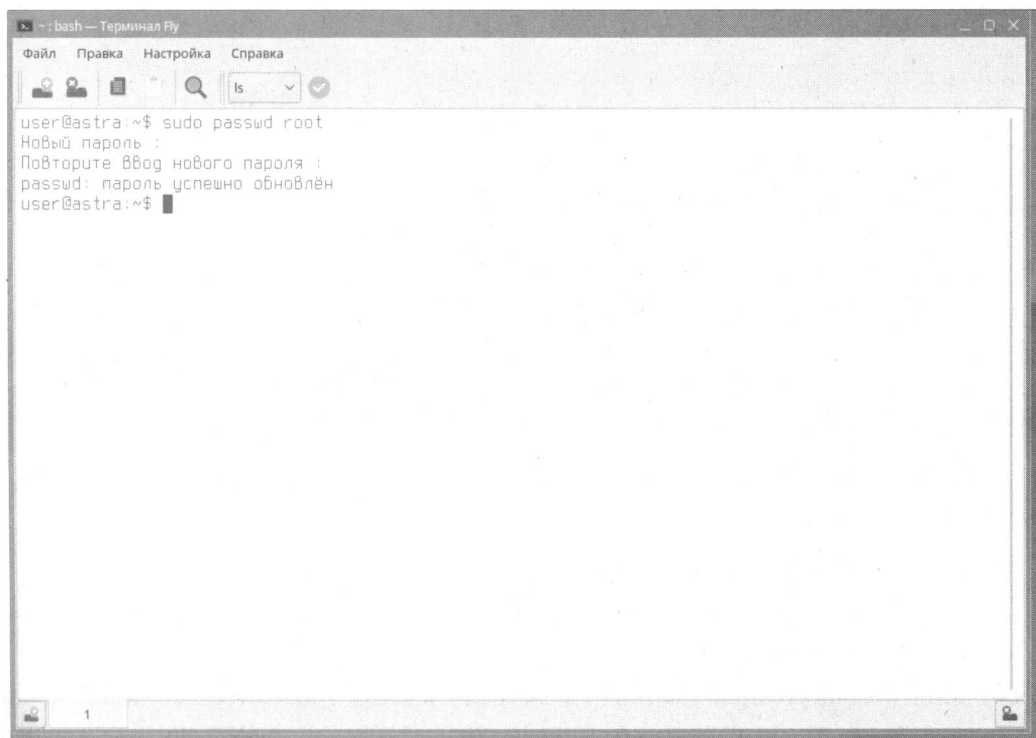 ~ : bash — Терминал Fly
Файл Правка Настройка Справка
ls
user@astra:~$ sudo passwd root
Новый пароль :
Повторите ввод нового пароля :
passwd: пароль успешно обновлён
user@astra:~$
1